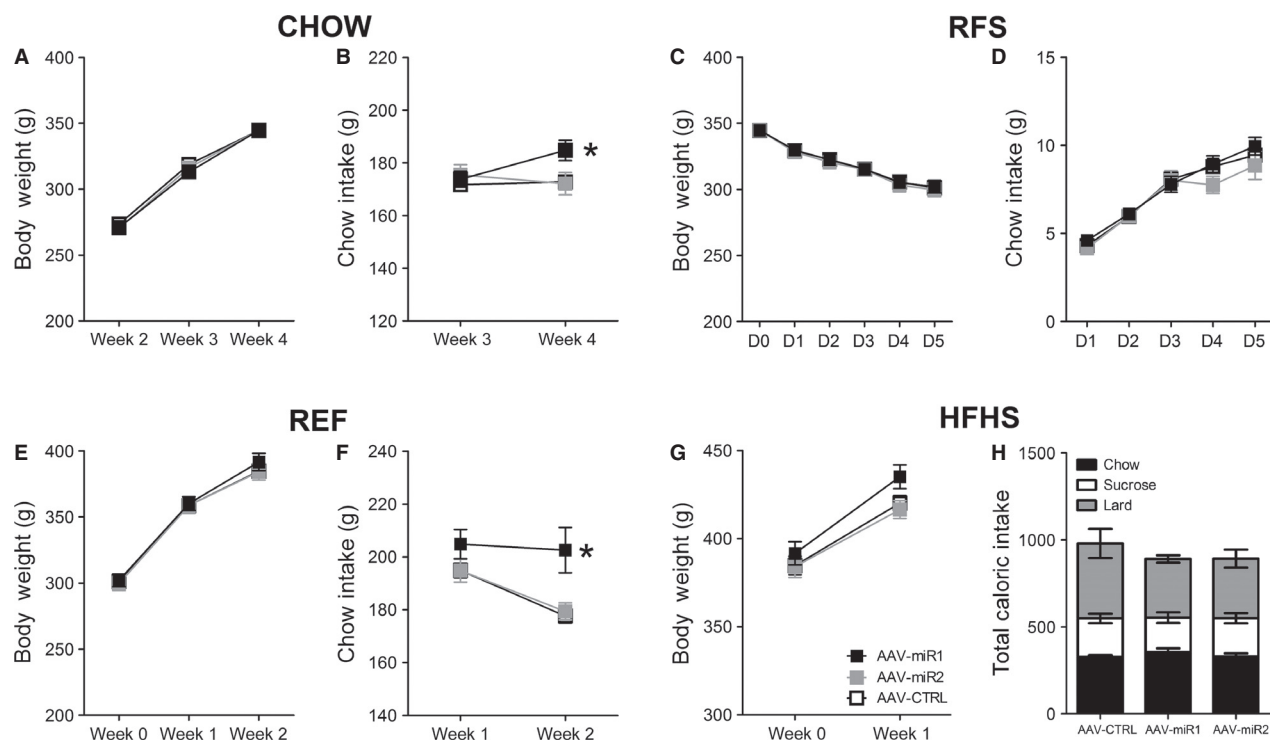 CHOW
RFS
A
Body weight (g)
400
350
300
250
200
Week 2 Week 3 Week 4
B
Chow intake (g)
220
200
180
160
140
120
*
Week 3 Week 4
C
Body weight (g)
400
350
300
250
200
D0 D1 D2 D3 D4 D5
D
Chow intake (g)
15
10
5
0
D1 D2 D3 D4 D5
REF
HFHS
E
Body weight (g)
400
350
300
250
200
Week 0 Week 1 Week 2
F
Chow intake (g)
240
220
200
180
160
140
*
Week 1 Week 2
G
Body weight (g)
450
400
350
300
AAV-miR1
AAV-miR2
AAV-CTRL
Week 0 Week 1
H
Total caloric intake
1500
1000
500
0
Chow
Sucrose
Lard
AAV-CTRL AAV-miR1 AAV-miR2